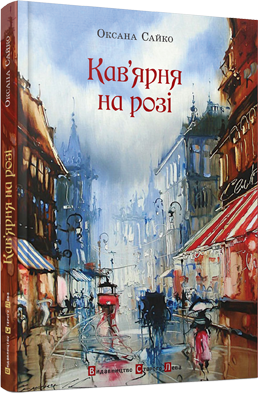 Оксана Сайко
Кав'ярня
на розі
Видавництво Старого Лева
Оксана Сайко
Кав'ярня на розі